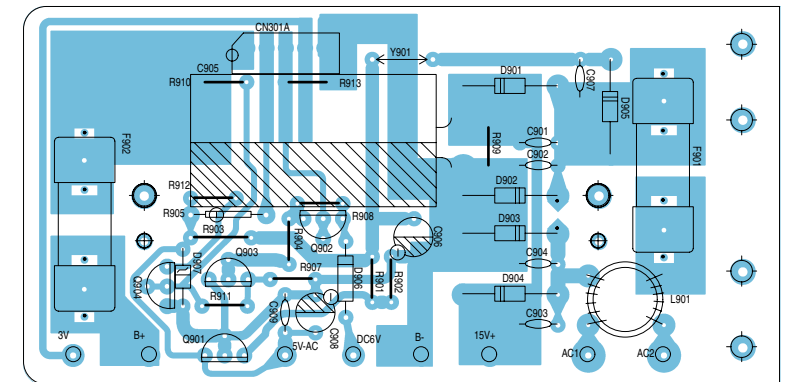 CN301A
Y901
C905
R910
R913
D901
C907
D905
F902
R909
C901
C902
F901
R912
R905
R903
R908
D902
D903
C906
Q902
R904
Q903
D907
Q904
R907
R911
D906
R901
R902
C904
D904
L901
C909
C908
C903
Q901
3V
B+
5V-AC
DC6V
B-
15V+
AC1
AC2